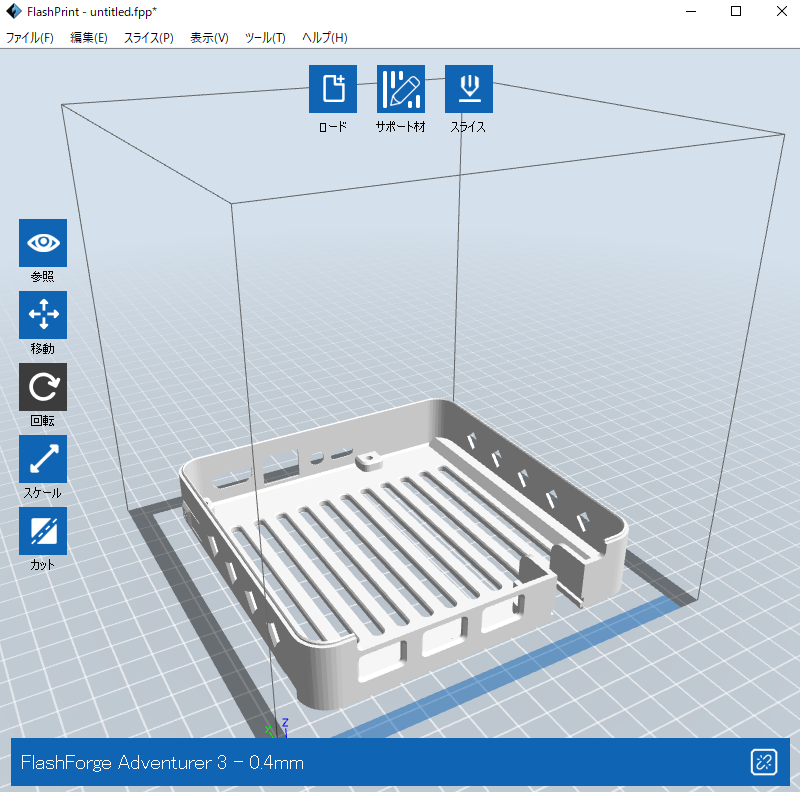 FlashPrint - untitled.fpp*
ファイル(F) 編集(E) スライス(P) 表示(V) ツール(T) ヘルプ(H)
ロード サポート材 スライス
参照
移動
回転
スケール
カット
X Z
FlashForge Adventurer 3 - 0.4mm